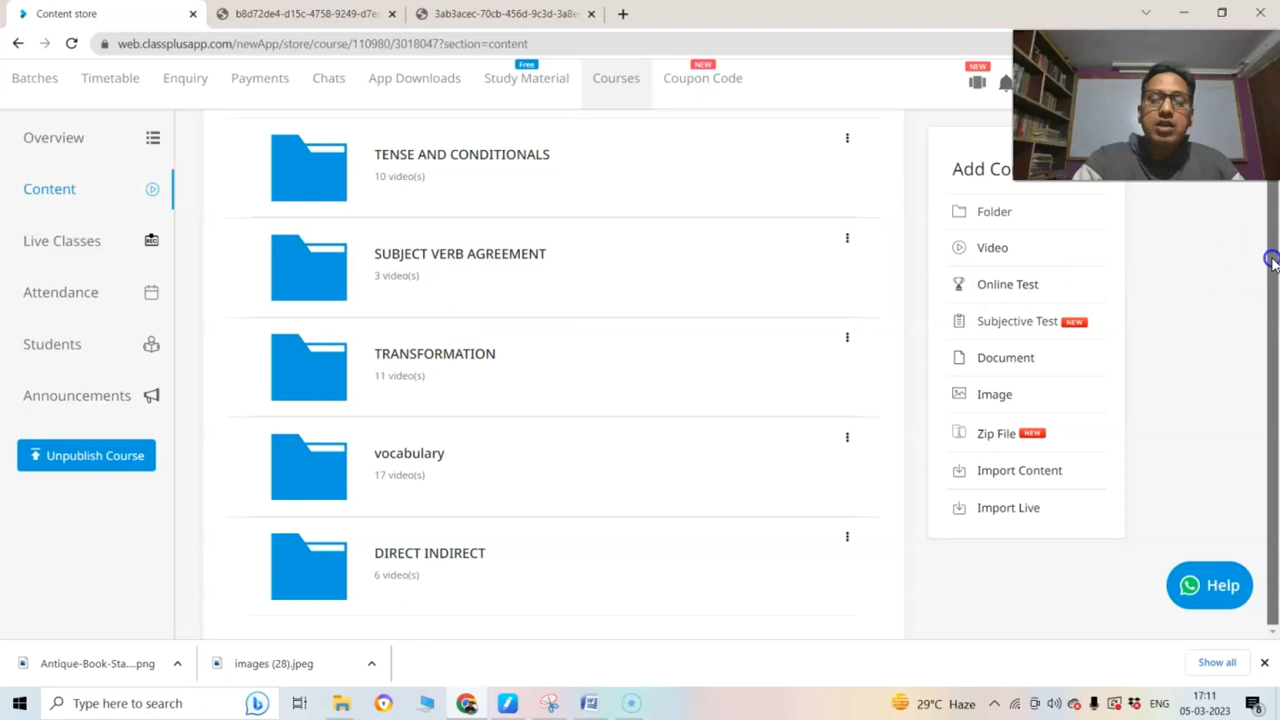 Content store
b8d72de4-d15c-4758-9249-d7e
3ab3acec-70cb-456d-9c3d-3a8e
web.classplusapp.com/newApp/store/course/110980/3018047?section=content
Free
NEW
NEW
Batches Timetable Enquiry Payments Chats App Downloads Study Material Courses Coupon Code
Overview
Content
Live Classes
REC
Attendance
Students
Announcements
Unpublish Course
TENSE AND CONDITIONALS
10 video(s)
SUBJECT VERB AGREEMENT
3 video(s)
TRANSFORMATION
11 video(s)
vocabulary
17 video(s)
DIRECT INDIRECT
6 video(s)
Add Co
Folder
Video
Online Test
Subjective Test NEW
Document
Image
Zip File NEW
Import Content
Import Live
Help
Antique-Book-Sta....png
images (28).jpeg
Show all
Type here to search
29°C Haze
ENG
17:11
05-03-2023
8